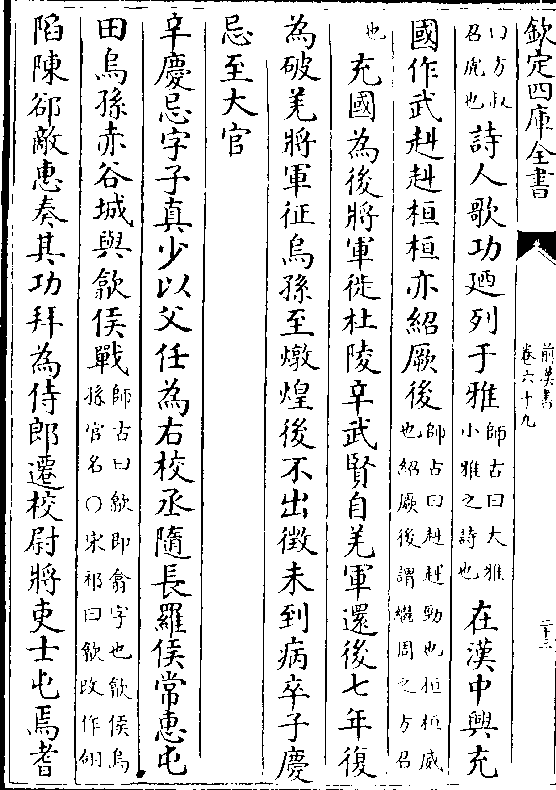 欽定四庫全書
前漢書卷六十九
二十三
曰方叔召虎也詩人歌功廼列于雅師古曰大雅小雅之詩也在漢中興充
國作武赳赳桓桓亦紹厥後師古曰赳赳勁也桓桓威也紹厥後謂繼周之方召
也充國為後將軍徙杜陵辛武賢自羌軍還後七年復
為破羌將軍征烏孫至燉煌後不出徴未到病卒子慶
忌至大官
辛慶忌字子真少以父任為右校丞隨長羅侯常惠屯
田烏孫赤谷城與歙侯戰師古曰歙即翕字也歙侯烏孫官名○宋祁曰歙改作翖
陷陳郤敵惠奏其功拜為侍郎遷校尉將吏士屯焉耆